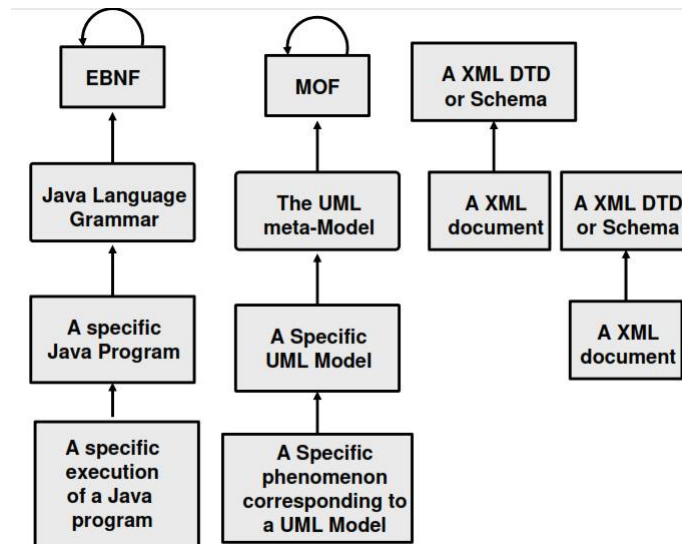 EBNF
Java Language
Grammar
A specific
Java Program
A specific
execution
of a Java
program
MOF
The UML
meta-Model
A Specific
UML Model
A Specific
phenomenon
corresponding to
a UML Model
A XML DTD
or Schema
A XML
document
A XML DTD
or Schema
A XML
document